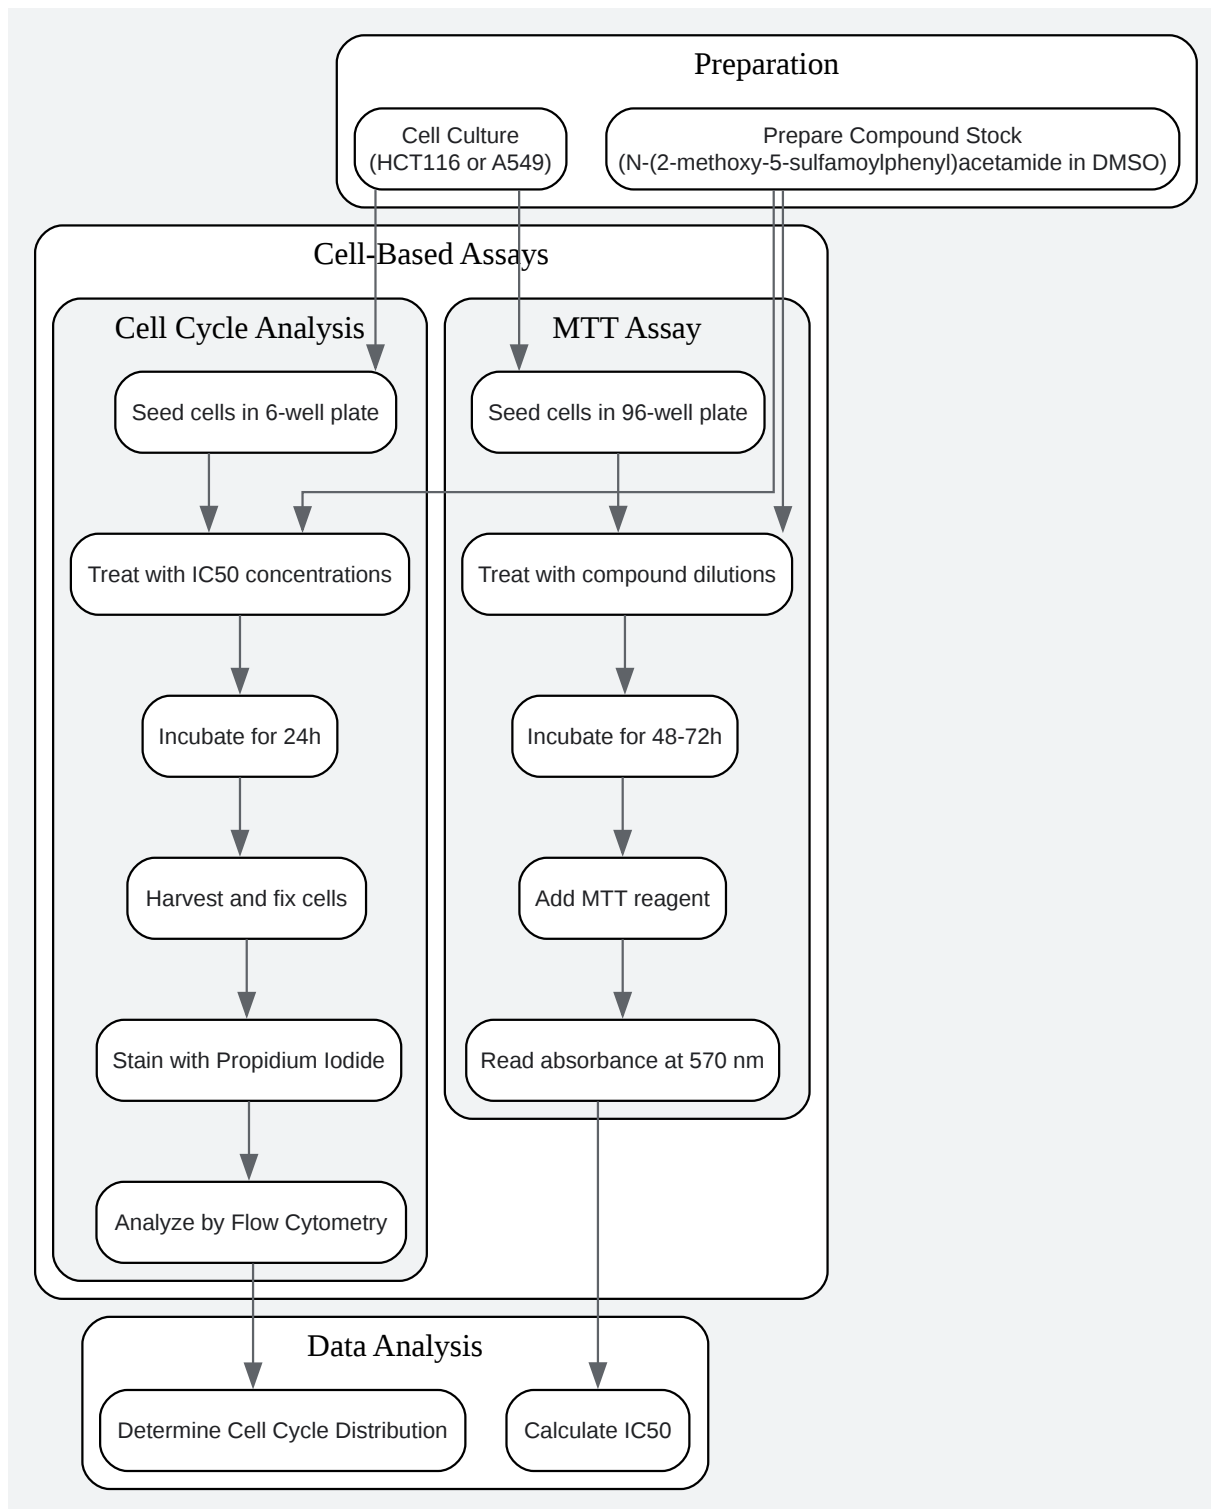 Preparation
Cell Culture
(HCT116 or A549)
Prepare Compound Stock
(N-(2-methoxy-5-sulfamoylphenyl)acetamide in DMSO)
Cell-Based Assays
Cell Cycle Analysis
Seed cells in 6-well plate
Treat with IC50 concentrations
Incubate for 24h
Harvest and fix cells
Stain with Propidium Iodide
Analyze by Flow Cytometry
MTT Assay
Seed cells in 96-well plate
Treat with compound dilutions
Incubate for 48-72h
Add MTT reagent
Read absorbance at 570 nm
Data Analysis
Determine Cell Cycle Distribution
Calculate IC50